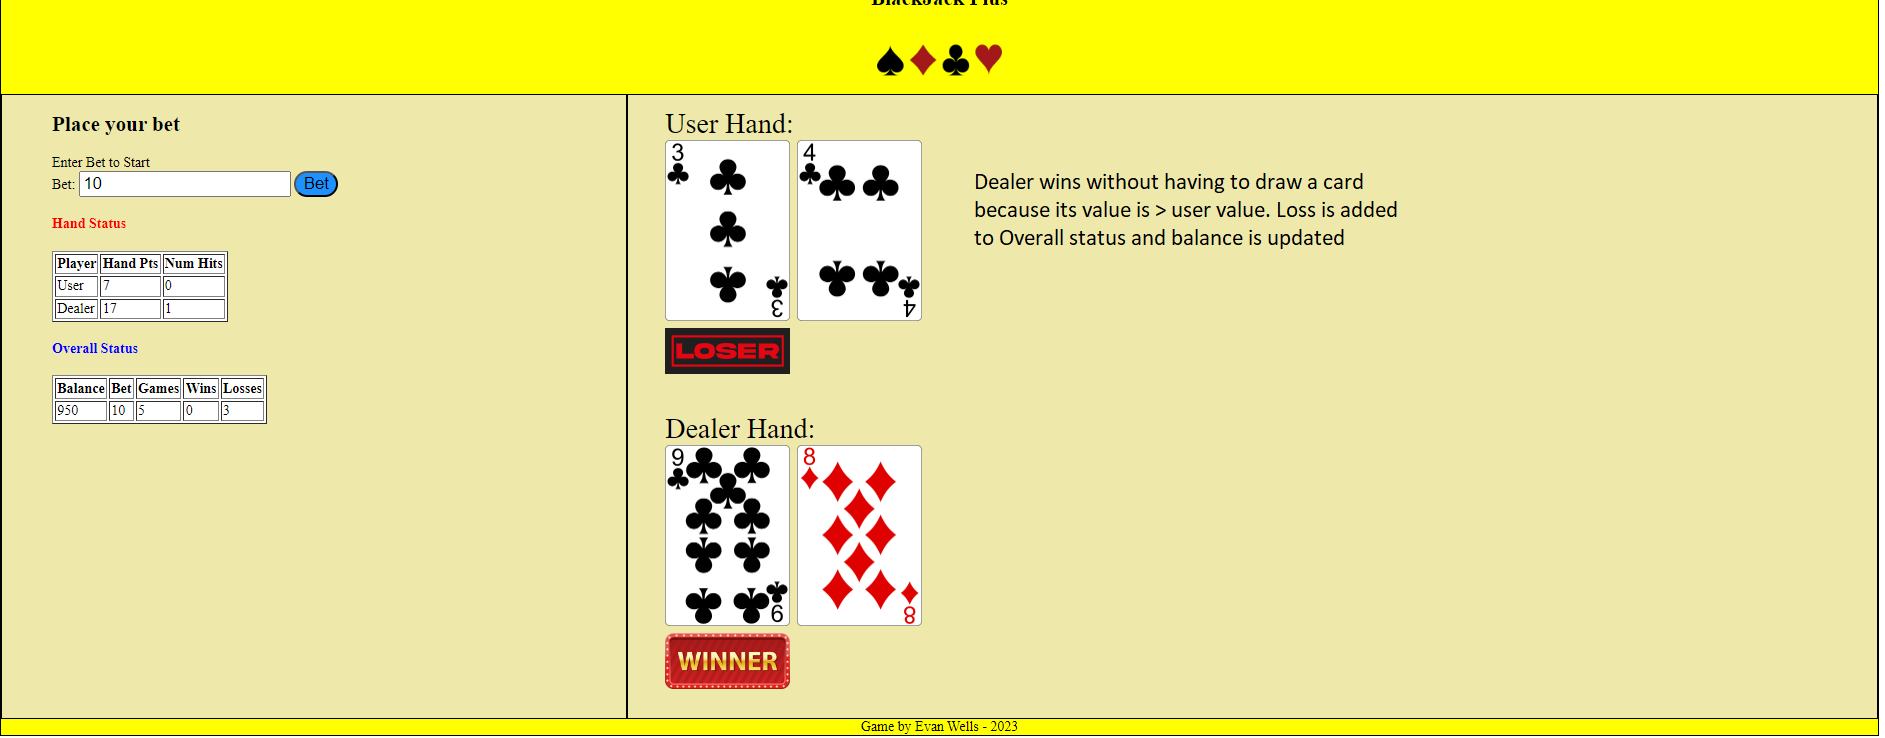 BlackJack Plus
Place your bet
Enter Bet to Start
Bet: 10 Bet
Hand Status
Player Hand Pts Num Hits
User 7 0
Dealer 17 1
Overall Status
Balance Bet Games Wins Losses
950 10 5 0 3
User Hand:
3 4
3 4
LOSER
Dealer wins without having to draw a card
because its value is > user value. Loss is added
to Overall status and balance is updated
Dealer Hand:
9 8
9 8
WINNER
Game by Evan Wells - 2023